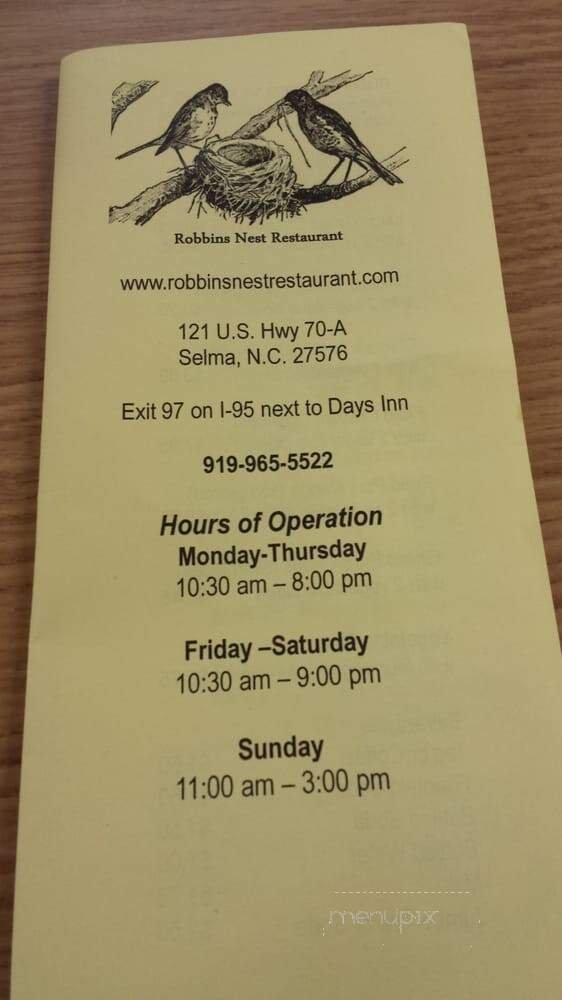 Robbins Nest Restaurant
www.robbinsnestrestaurant.com
121 U.S. Hwy 70-A
Selma, N.C. 27576
Exit 97 on I-95 next to Days Inn
919-965-5522
Hours of Operation
Monday-Thursday
10:30 am – 8:00 pm
Friday –Saturday
10:30 am – 9:00 pm
Sunday
11:00 am – 3:00 pm
menupix